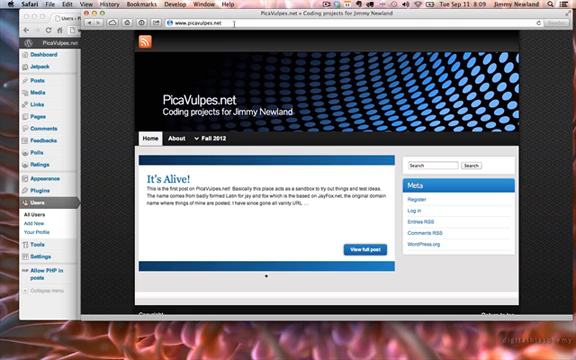 Safari File Edit View History Bookmarks Develop Window Help
Tue Sep 11 8:09 Jimmy Newland
PicaVulpes.net » Coding projects for Jimmy Newland
www.picavulpes.net
Reader
Dashboard
Jetpack
Posts
Media
Links
Pages
Comments
Feedbacks
Polls
Ratings
Appearance
Plugins
Users
All Users
Add New
Your Profile
Tools
Settings
Allow PHP in
posts
Collapse menu
PicaVulpes.net
Coding projects for Jimmy Newland
Home About Fall 2012
It's Alive!
This is the first post on PicaVulpes.net! Basically this place acts as a sandbox to try out things and test ideas.
The name comes from badly formed Latin for jay and fox which is the based on JayFox.net, the original domain
name where things of mine are posted. I have since gone all vanity URL ...
View full post
Search Search
Meta
Register
Log in
Entries RSS
Comments RSS
WordPress.org
Copyright
Return to top
digitalblasphemy